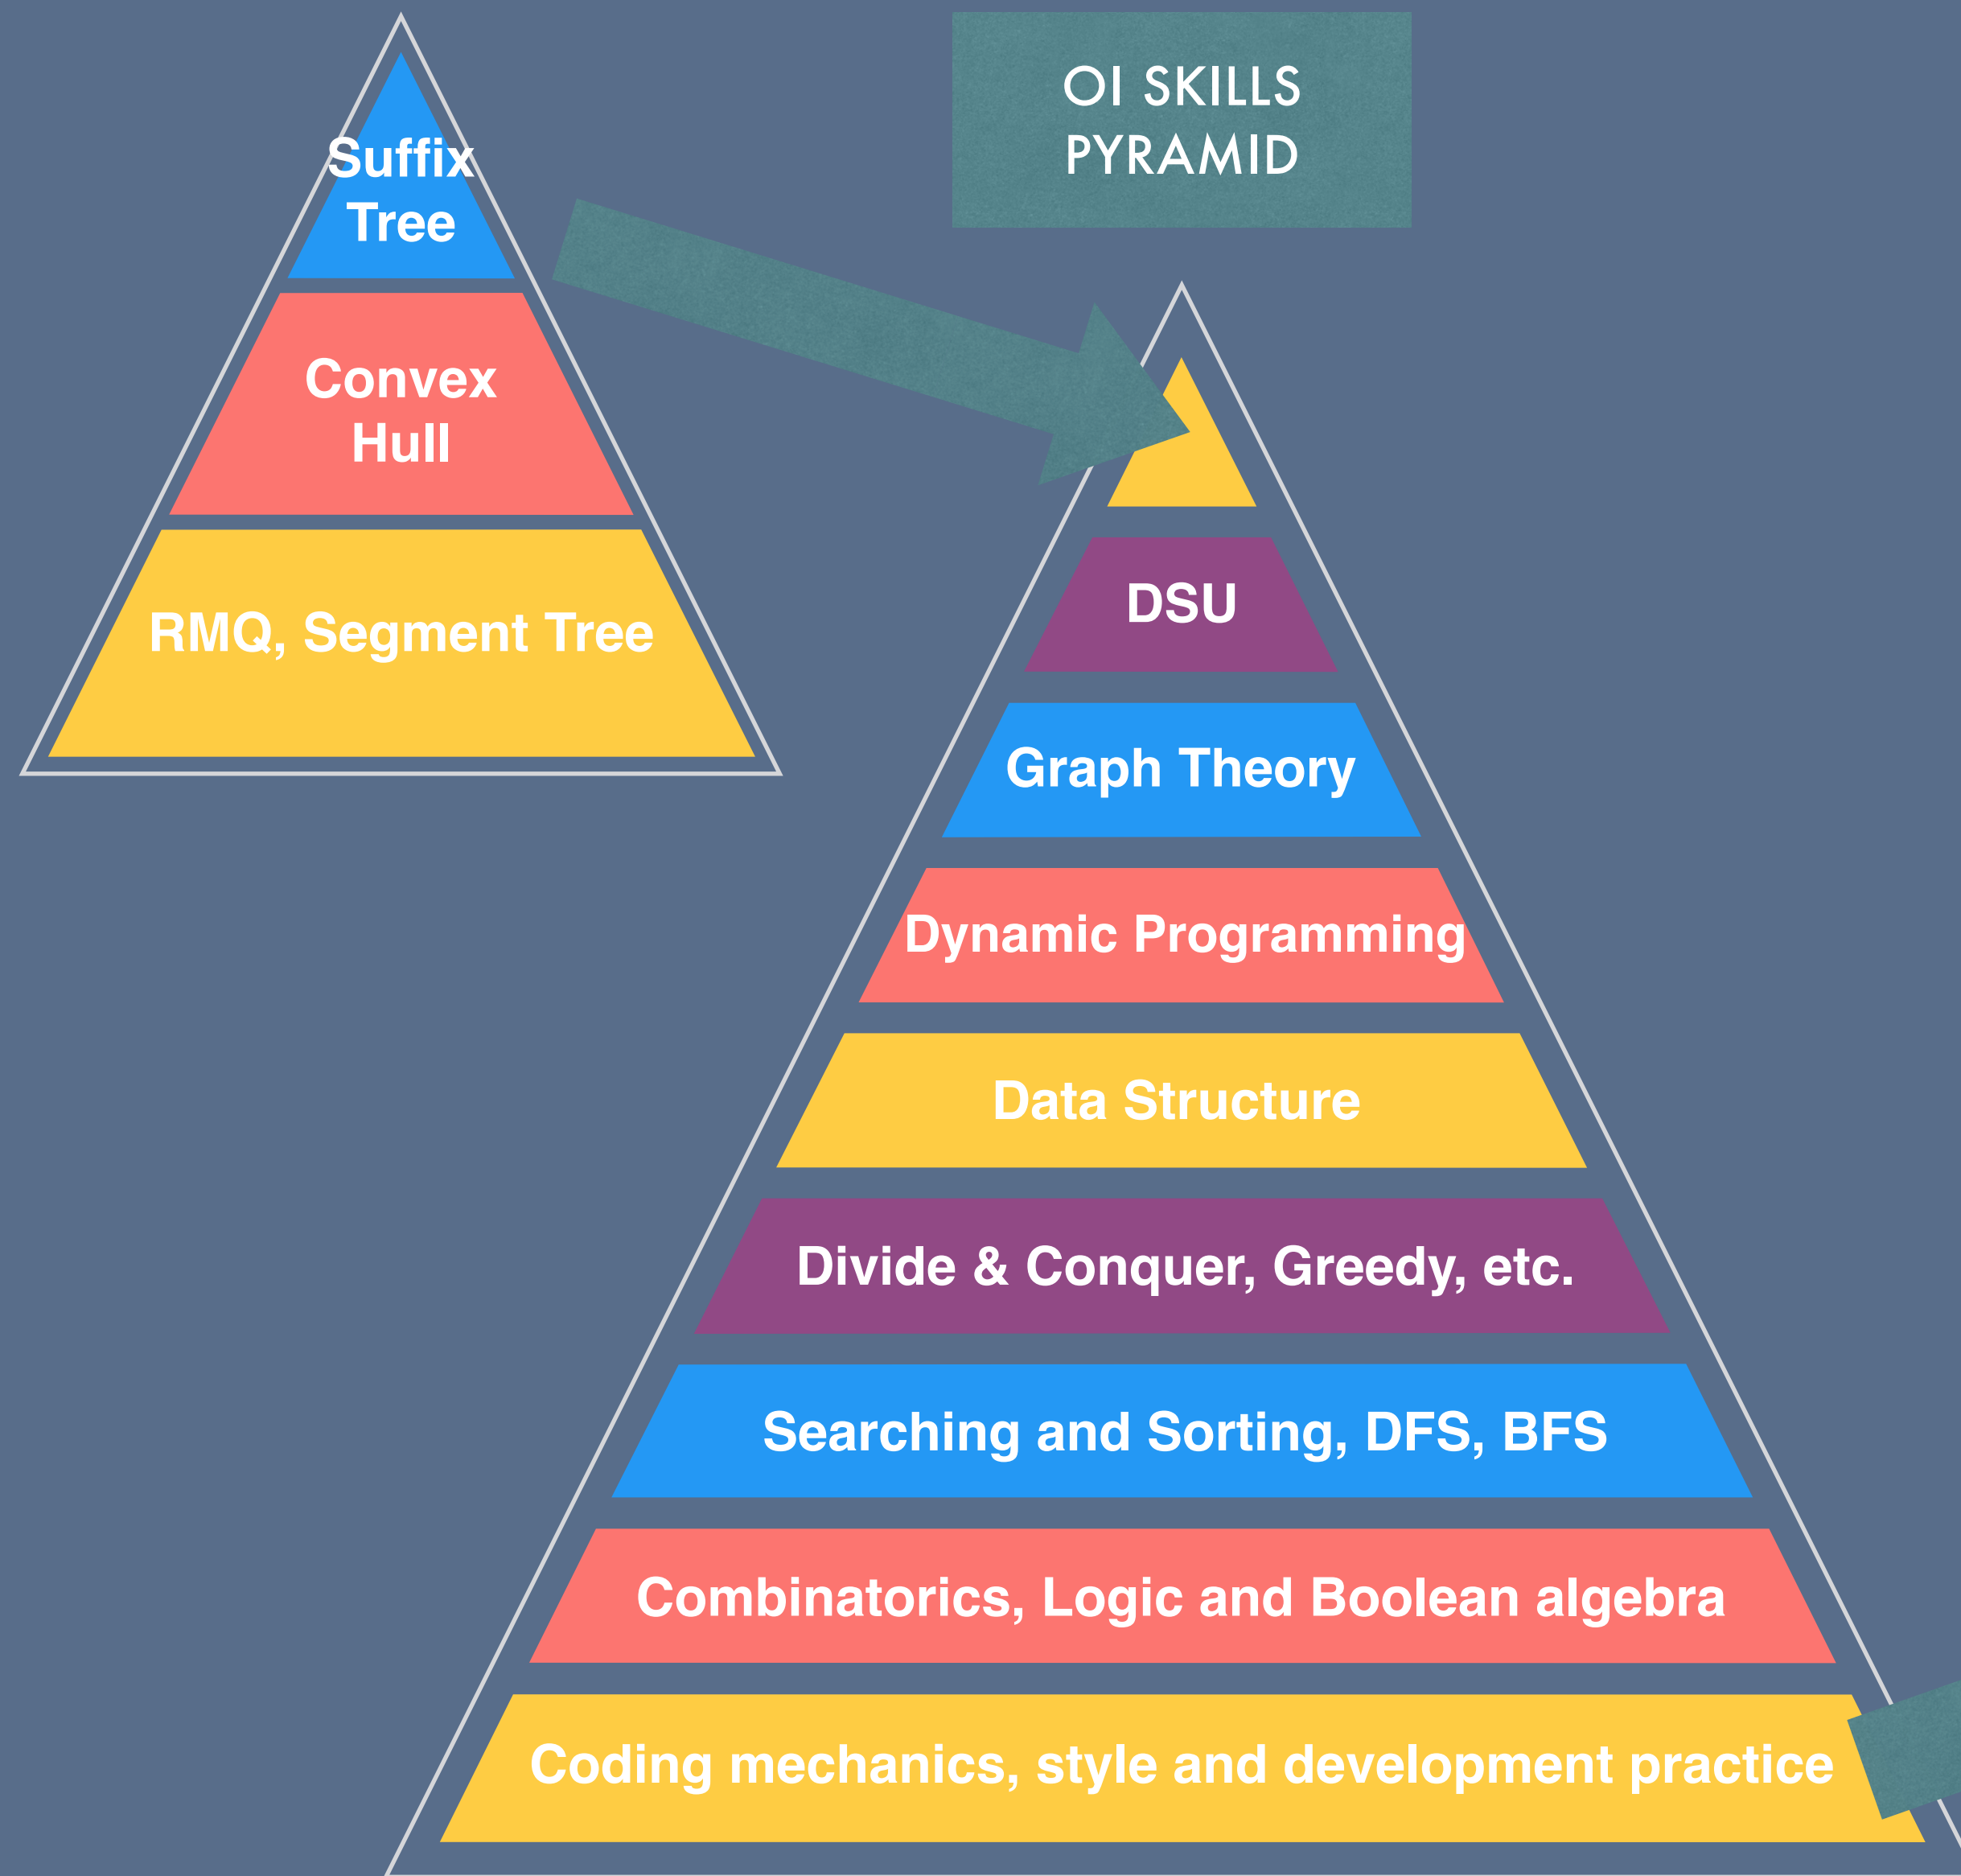 OI SKILLS
PYRAMID
Suffix
Tree
Convex
Hull
RMQ, Segment Tree
DSU
Graph Theory
Dynamic Programming
Data Structure
Divide & Conquer, Greedy, etc.
Searching and Sorting, DFS, BFS
Combinatorics, Logic and Boolean algebra
Coding mechanics, style and development practice